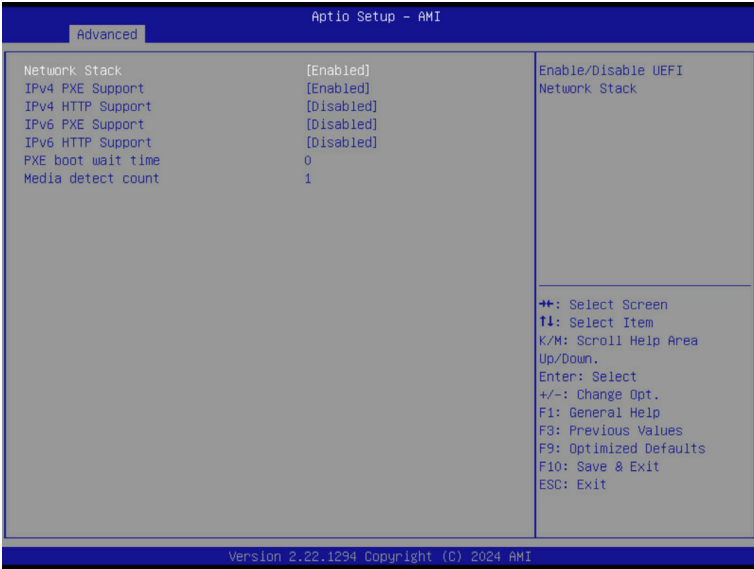 Aptio Setup – AMI
Advanced
Network Stack [Enabled]
IPv4 PXE Support [Enabled]
IPv4 HTTP Support [Disabled]
IPv6 PXE Support [Disabled]
IPv6 HTTP Support [Disabled]
PXE boot wait time 0
Media detect count 1
Enable/Disable UEFI
Network Stack
→←: Select Screen
↑↓: Select Item
K/M: Scroll Help Area
Up/Down.
Enter: Select
+/-: Change Opt.
F1: General Help
F3: Previous Values
F9: Optimized Defaults
F10: Save & Exit
ESC: Exit
Version 2.22.1294 Copyright (C) 2024 AMI